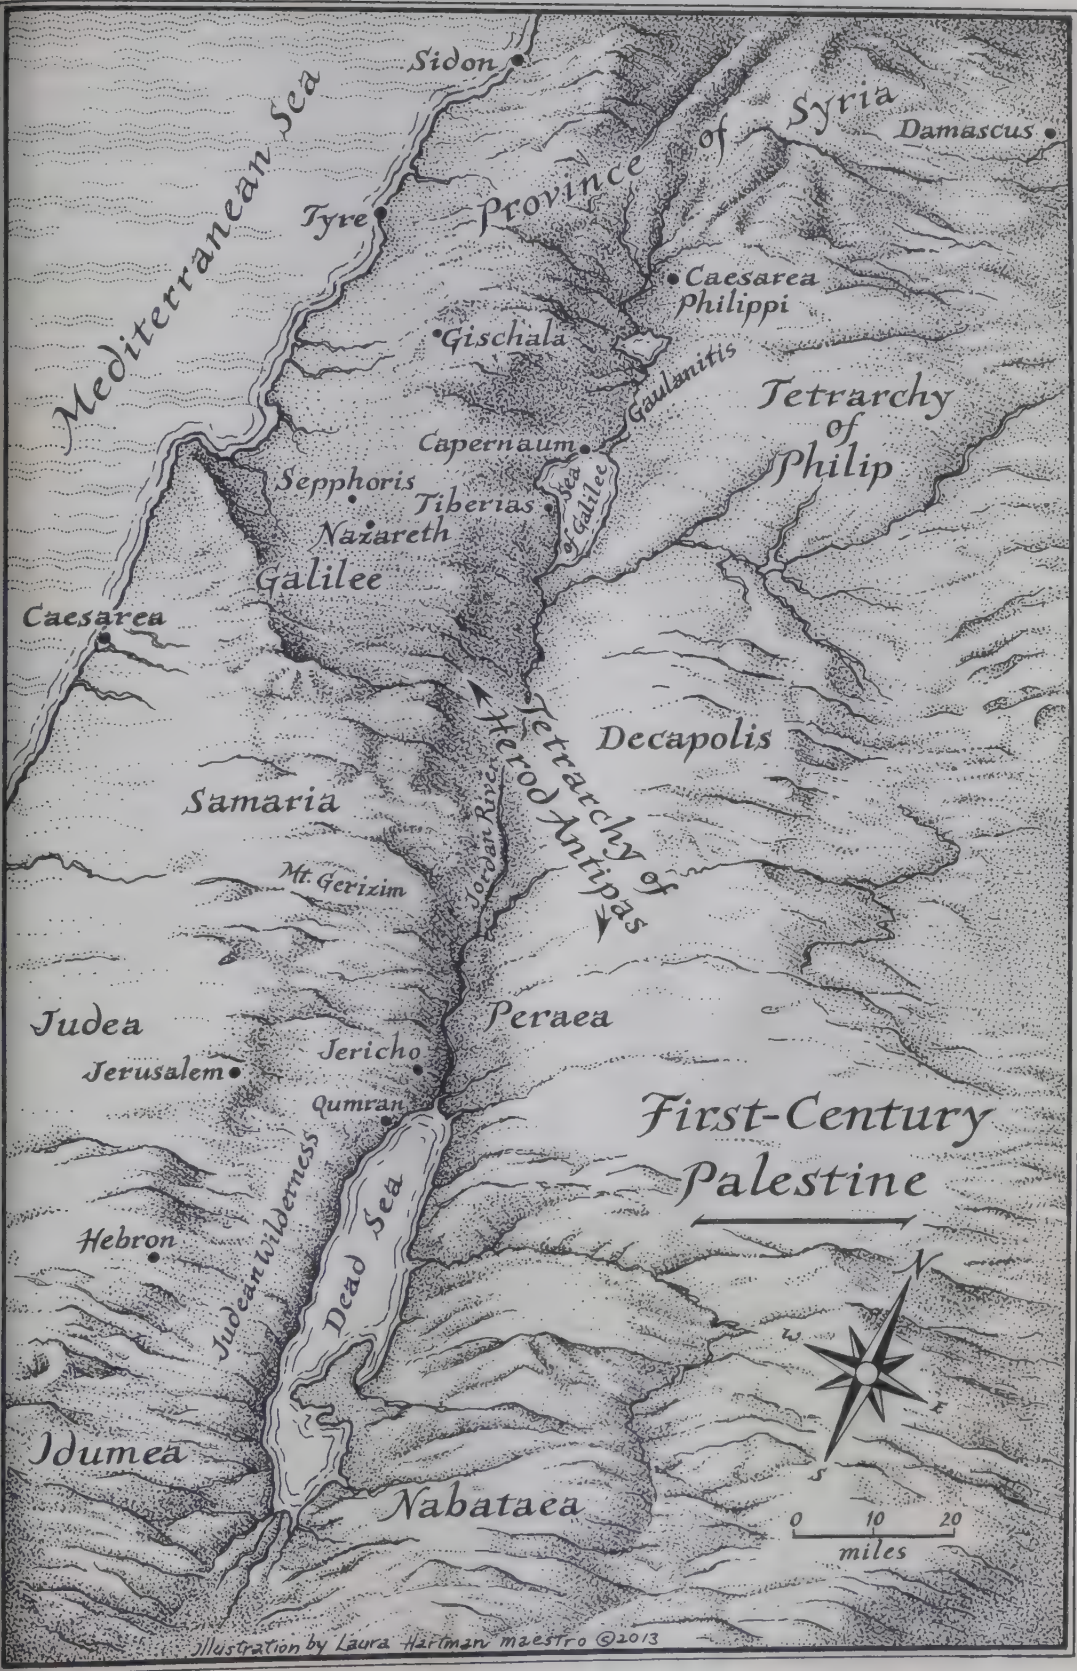 Sidon
Mediterranean Sea
Province of Syria
Damascus
Tyre
Caesarea
Philippi
Gischala
Gaulanitis
Tetrarchy
of
Philip
Capernaum
Sea
of Galilee
Sepphoris
Tiberias
Nazareth
Galilee
Caesarea
Tetrarchy of
Herod Antipas
Decapolis
Samaria
Jordan River
Mt. Gerizim
Judea
Peraea
Jericho
Jerusalem
Qumran
First-Century
Palestine
Judean Wilderness
Dead Sea
Hebron
N
W
E
S
Idumea
Nabataea
0 10 20
miles
Illustration by Laura Hartman Maestro ©2013